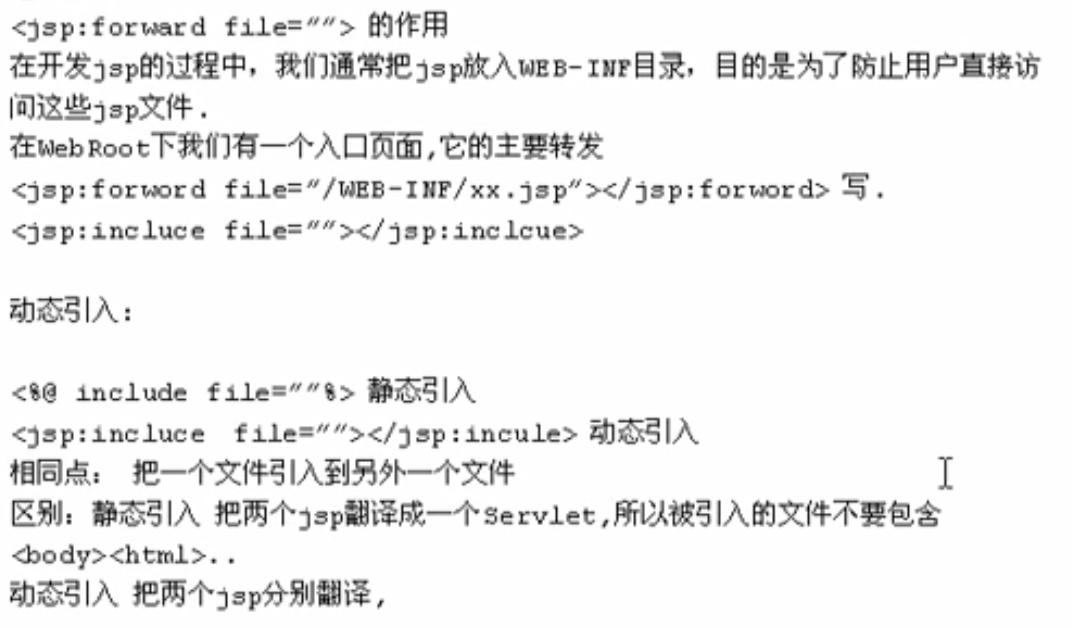 <jsp:forward file=""> 的作用
在开发jsp的过程中，我们通常把jsp放入WEB-INF目录，目的是为了防止用户直接访
问这些jsp文件.
在WebRoot下我们有一个入口页面,它的主要转发
<jsp:forword file="/WEB-INF/xx.jsp"></jsp:forword> 写.
<jsp:incluce file=""></jsp:inclcue>
动态引入：
<%@ include file=""%> 静态引入
<jsp:incluce  file=""></jsp:incule> 动态引入
相同点： 把一个文件引入到另外一个文件
区别：静态引入 把两个jsp翻译成一个Servlet,所以被引入的文件不要包含
<body><html>..
动态引入 把两个jsp分别翻译,